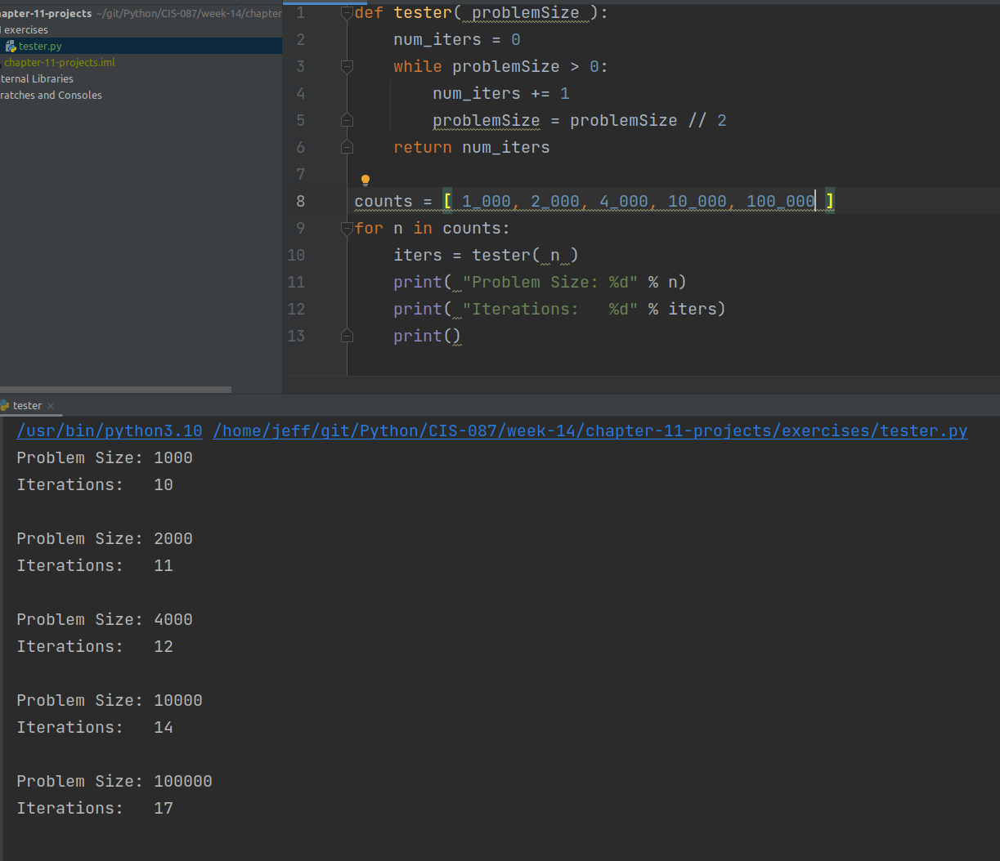 apter-11-projects ~/git/Python/CIS-087/week-14/chapter
exercises
tester.py
chapter-11-projects.iml
ternal Libraries
ratches and Consoles
1 def tester( problemSize ):
2     num_iters = 0
3     while problemSize > 0:
4         num_iters += 1
5         problemSize = problemSize // 2
6     return num_iters
7
8 counts = [ 1_000, 2_000, 4_000, 10_000, 100_000 ]
9 for n in counts:
10     iters = tester( n )
11     print( "Problem Size: %d" % n)
12     print( "Iterations:   %d" % iters)
13     print()
tester ×
/usr/bin/python3.10 /home/jeff/git/Python/CIS-087/week-14/chapter-11-projects/exercises/tester.py
Problem Size: 1000
Iterations:   10
Problem Size: 2000
Iterations:   11
Problem Size: 4000
Iterations:   12
Problem Size: 10000
Iterations:   14
Problem Size: 100000
Iterations:   17